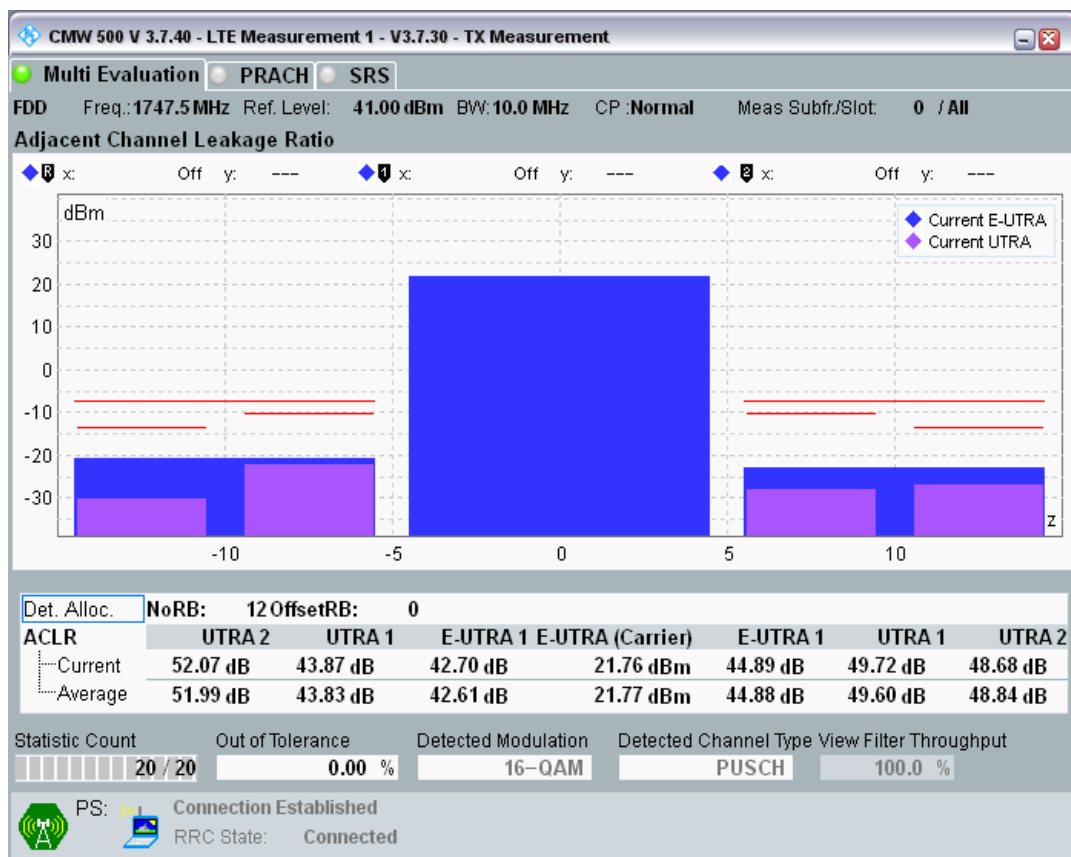 CMW 500 V 3.7.40 - LTE Measurement 1 - V3.7.30 - TX Measurement
Multi Evaluation PRACH SRS
FDD Freq.:1747.5 MHz Ref. Level: 41.00 dBm BW:10.0 MHz CP :Normal Meas Subfr./Slot: 0 / All
Adjacent Channel Leakage Ratio
R x: Off y: --- 1 x: Off y: --- 2 x: Off y: ---
dBm
Current E-UTRA
Current UTRA
30
20
10
0
-10
-20
-30
z
-10 -5 0 5 10
Det. Alloc. NoRB: 12 OffsetRB: 0
ACLR UTRA 2 UTRA 1 E-UTRA 1 E-UTRA (Carrier) E-UTRA 1 UTRA 1 UTRA 2
Current 52.07 dB 43.87 dB 42.70 dB 21.76 dBm 44.89 dB 49.72 dB 48.68 dB
Average 51.99 dB 43.83 dB 42.61 dB 21.77 dBm 44.88 dB 49.60 dB 48.84 dB
Statistic Count Out of Tolerance Detected Modulation Detected Channel Type View Filter Throughput
20 / 20 0.00 % 16-QAM PUSCH 100.0 %
PS: Connection Established
RRC State: Connected